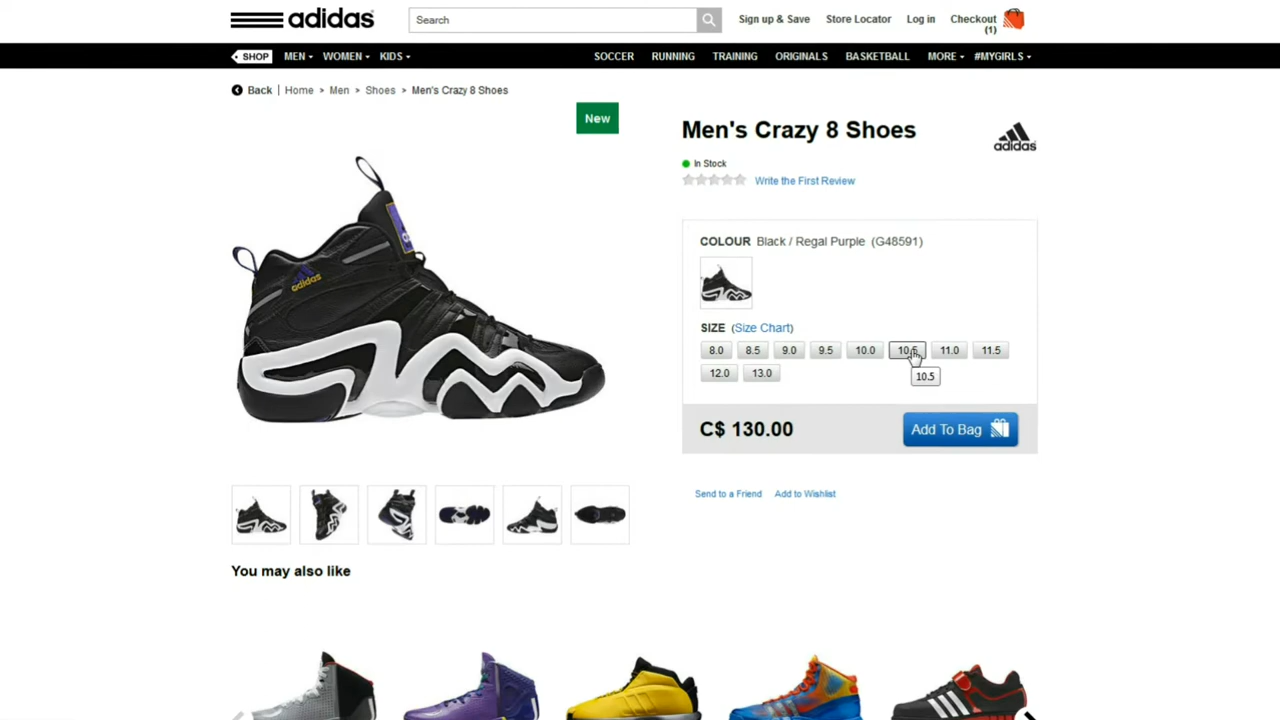 adidas
Search
Sign up & Save
Store Locator
Log in
Checkout
(1)
SHOP
MEN
WOMEN
KIDS
SOCCER
RUNNING
TRAINING
ORIGINALS
BASKETBALL
MORE
#MYGIRLS
Back | Home > Men > Shoes > Men's Crazy 8 Shoes
New
adidas
Men's Crazy 8 Shoes
adidas
In Stock
Write the First Review
COLOUR Black / Regal Purple (G48591)
SIZE (Size Chart)
8.0 8.5 9.0 9.5 10.0 10.5 11.0 11.5
12.0 13.0
10.5
C$ 130.00
Add To Bag
Send to a Friend
Add to Wishlist
You may also like